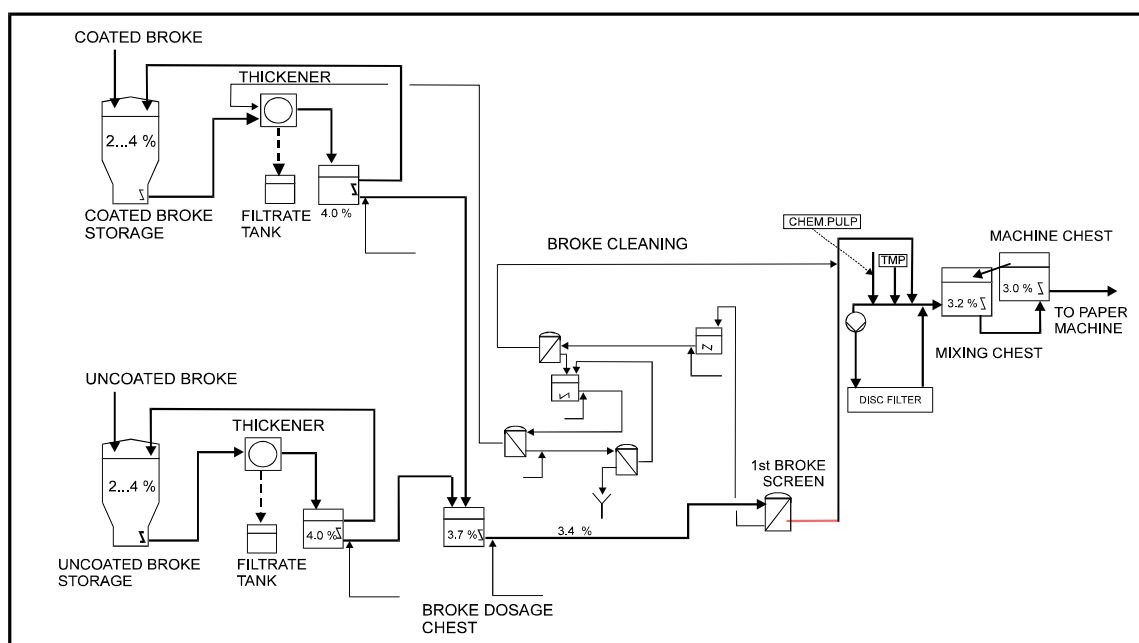 COATED BROKE
THICKENER
2...4 %
COATED BROKE
STORAGE
FILTRATE
TANK
4.0 %
BROKE CLEANING
CHEM.PULP
TMP
MACHINE CHEST
3.2 %
3.0 %
TO PAPER
MACHINE
MIXING CHEST
DISC FILTER
UNCOATED BROKE
THICKENER
2...4 %
UNCOATED BROKE
STORAGE
FILTRATE
TANK
4.0 %
3.7 %
3.4 %
1st BROKE
SCREEN
BROKE DOSAGE
CHEST